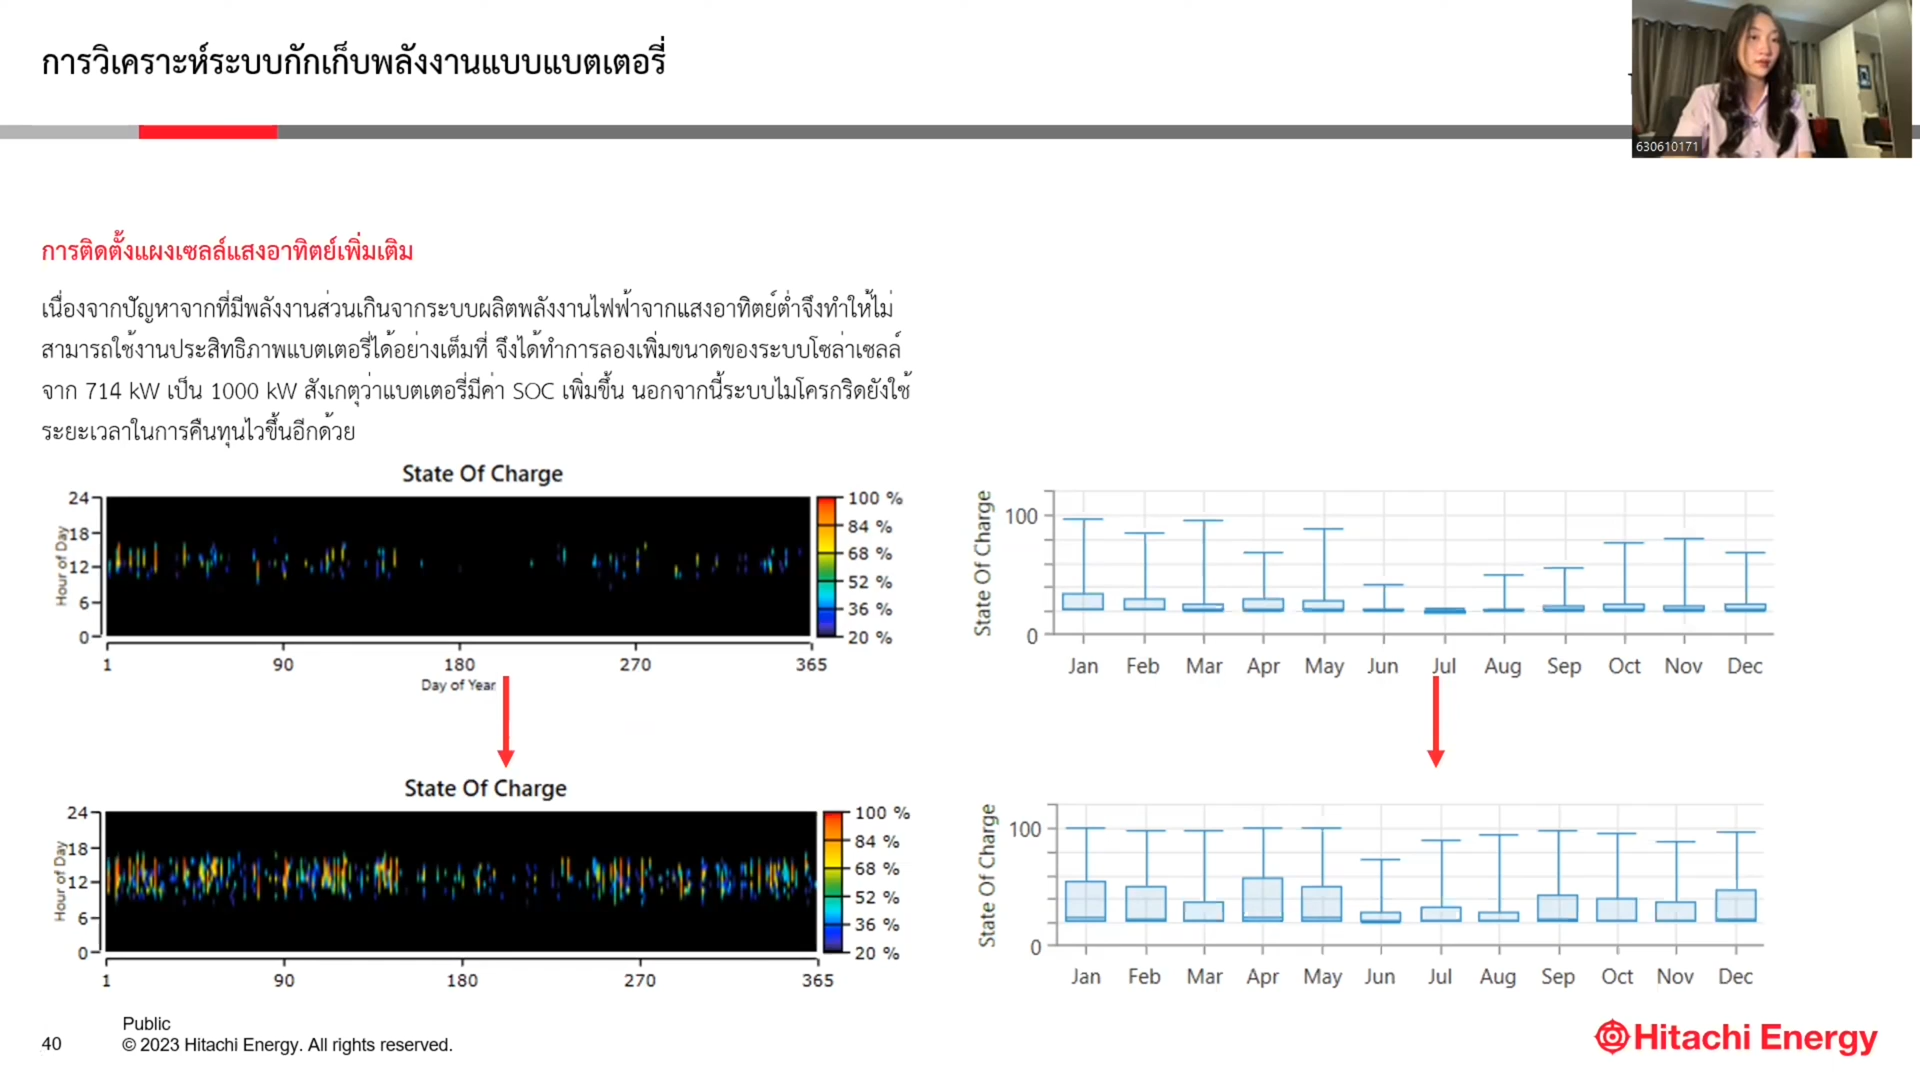 การวิเคราะห์ระบบกักเก็บพลังงานแบบแบตเตอรี่
630610171
การติดตั้งแผงเซลล์แสงอาทิตย์เพิ่มเติม
เนื่องจากปัญหาจากที่มีพลังงานส่วนเกินจากระบบผลิตพลังงานไฟฟ้าจากแสงอาทิตย์ต่ำจึงทำให้ไม่
สามารถใช้งานประสิทธิภาพแบตเตอรี่ได้อย่างเต็มที่ จึงได้ทำการลองเพิ่มขนาดของระบบโซล่าเซลล์
จาก 714 kW เป็น 1000 kW สังเกตุว่าแบตเตอรี่มีค่า SOC เพิ่มขึ้น นอกจากนี้ระบบไมโครกริดยังใช้
ระยะเวลาในการคืนทุนไวขึ้นอีกด้วย
State Of Charge
Hour of Day
24
18
12
6
0
1 90 180 270 365
Day of Year
100 %
84 %
68 %
52 %
36 %
20 %
State Of Charge
100
0
Jan Feb Mar Apr May Jun Jul Aug Sep Oct Nov Dec
State Of Charge
Hour of Day
24
18
12
6
0
1 90 180 270 365
100 %
84 %
68 %
52 %
36 %
20 %
State Of Charge
100
0
Jan Feb Mar Apr May Jun Jul Aug Sep Oct Nov Dec
40
Public
© 2023 Hitachi Energy. All rights reserved.
Hitachi Energy